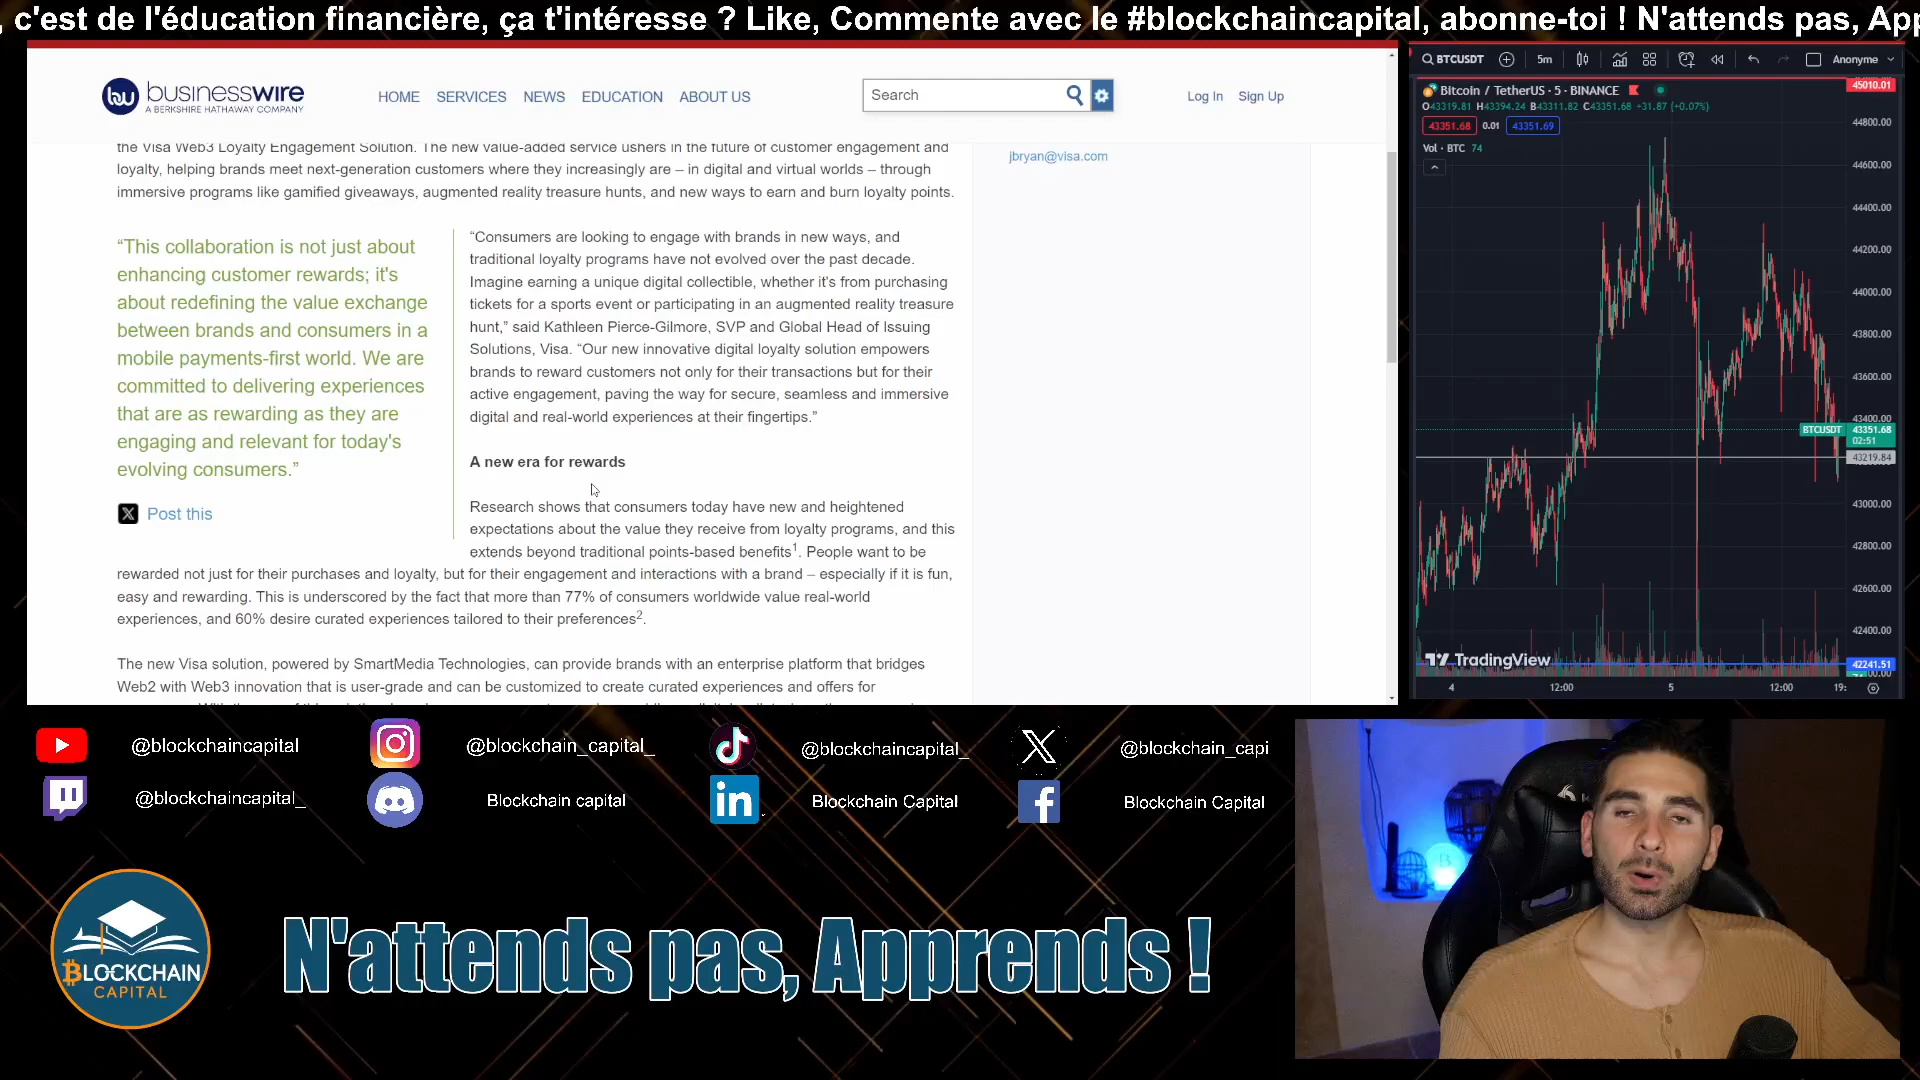 , c'est de l'éducation financière, ça t'intéresse ? Like, Commente avec le #blockchaincapital, abonne-toi ! N'attends pas, App
businesswire
A BERKSHIRE HATHAWAY COMPANY
HOME SERVICES NEWS EDUCATION ABOUT US
Search
Log In Sign Up
the Visa Web3 Loyalty Engagement Solution. The new value-added service ushers in the future of customer engagement and
loyalty, helping brands meet next-generation customers where they increasingly are – in digital and virtual worlds – through
immersive programs like gamified giveaways, augmented reality treasure hunts, and new ways to earn and burn loyalty points.
jbryan@visa.com
“This collaboration is not just about
enhancing customer rewards; it's
about redefining the value exchange
between brands and consumers in a
mobile payments-first world. We are
committed to delivering experiences
that are as rewarding as they are
engaging and relevant for today's
evolving consumers.”
Post this
“Consumers are looking to engage with brands in new ways, and
traditional loyalty programs have not evolved over the past decade.
Imagine earning a unique digital collectible, whether it's from purchasing
tickets for a sports event or participating in an augmented reality treasure
hunt,” said Kathleen Pierce-Gilmore, SVP and Global Head of Issuing
Solutions, Visa. “Our new innovative digital loyalty solution empowers
brands to reward customers not only for their transactions but for their
active engagement, paving the way for secure, seamless and immersive
digital and real-world experiences at their fingertips.”
A new era for rewards
Research shows that consumers today have new and heightened
expectations about the value they receive from loyalty programs, and this
extends beyond traditional points-based benefits1. People want to be
rewarded not just for their purchases and loyalty, but for their engagement and interactions with a brand – especially if it is fun,
easy and rewarding. This is underscored by the fact that more than 77% of consumers worldwide value real-world
experiences, and 60% desire curated experiences tailored to their preferences2.
The new Visa solution, powered by SmartMedia Technologies, can provide brands with an enterprise platform that bridges
Web2 with Web3 innovation that is user-grade and can be customized to create curated experiences and offers for
BTCUSDT 5m Anonyme
Bitcoin / TetherUS · 5 · BINANCE
O43319.81 H43394.24 B43311.82 C43351.68 +31.87 (+0.07%)
43351.68 0.01 43351.69
Vol · BTC 74
45010.01
44800.00
44600.00
44400.00
44200.00
44000.00
43800.00
43600.00
43400.00
BTCUSDT 43351.68
02:51
43219.84
43000.00
42800.00
42600.00
42400.00
42241.51
TradingView
4 12:00 5 12:00 19:
@blockchaincapital
@blockchain_capital_
@blockchaincapital_
@blockchain_capi
@blockchaincapital_
Blockchain capital
Blockchain Capital
Blockchain Capital
BLOCKCHAIN
CAPITAL
N'attends pas, Apprends !